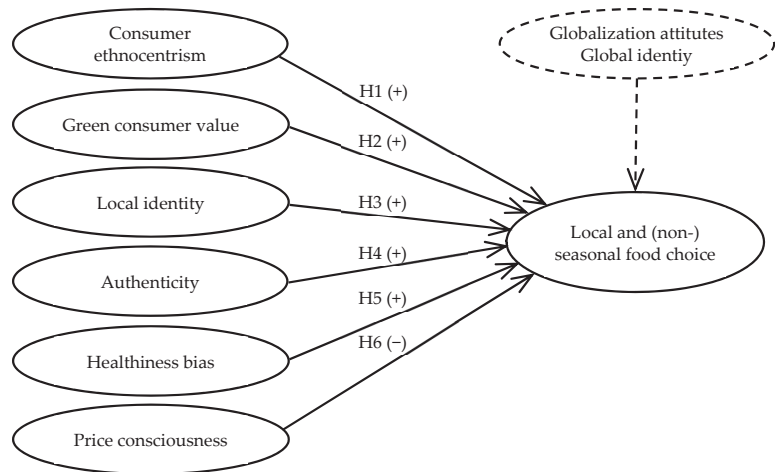 Consumer
ethnocentrism
Green consumer value
Local identity
Authenticity
Healthiness bias
Price consciousness
H1 (+)
H2 (+)
H3 (+)
H4 (+)
H5 (+)
H6 (−)
Globalization attitutes
Global identiy
Local and (non-)
seasonal food choice